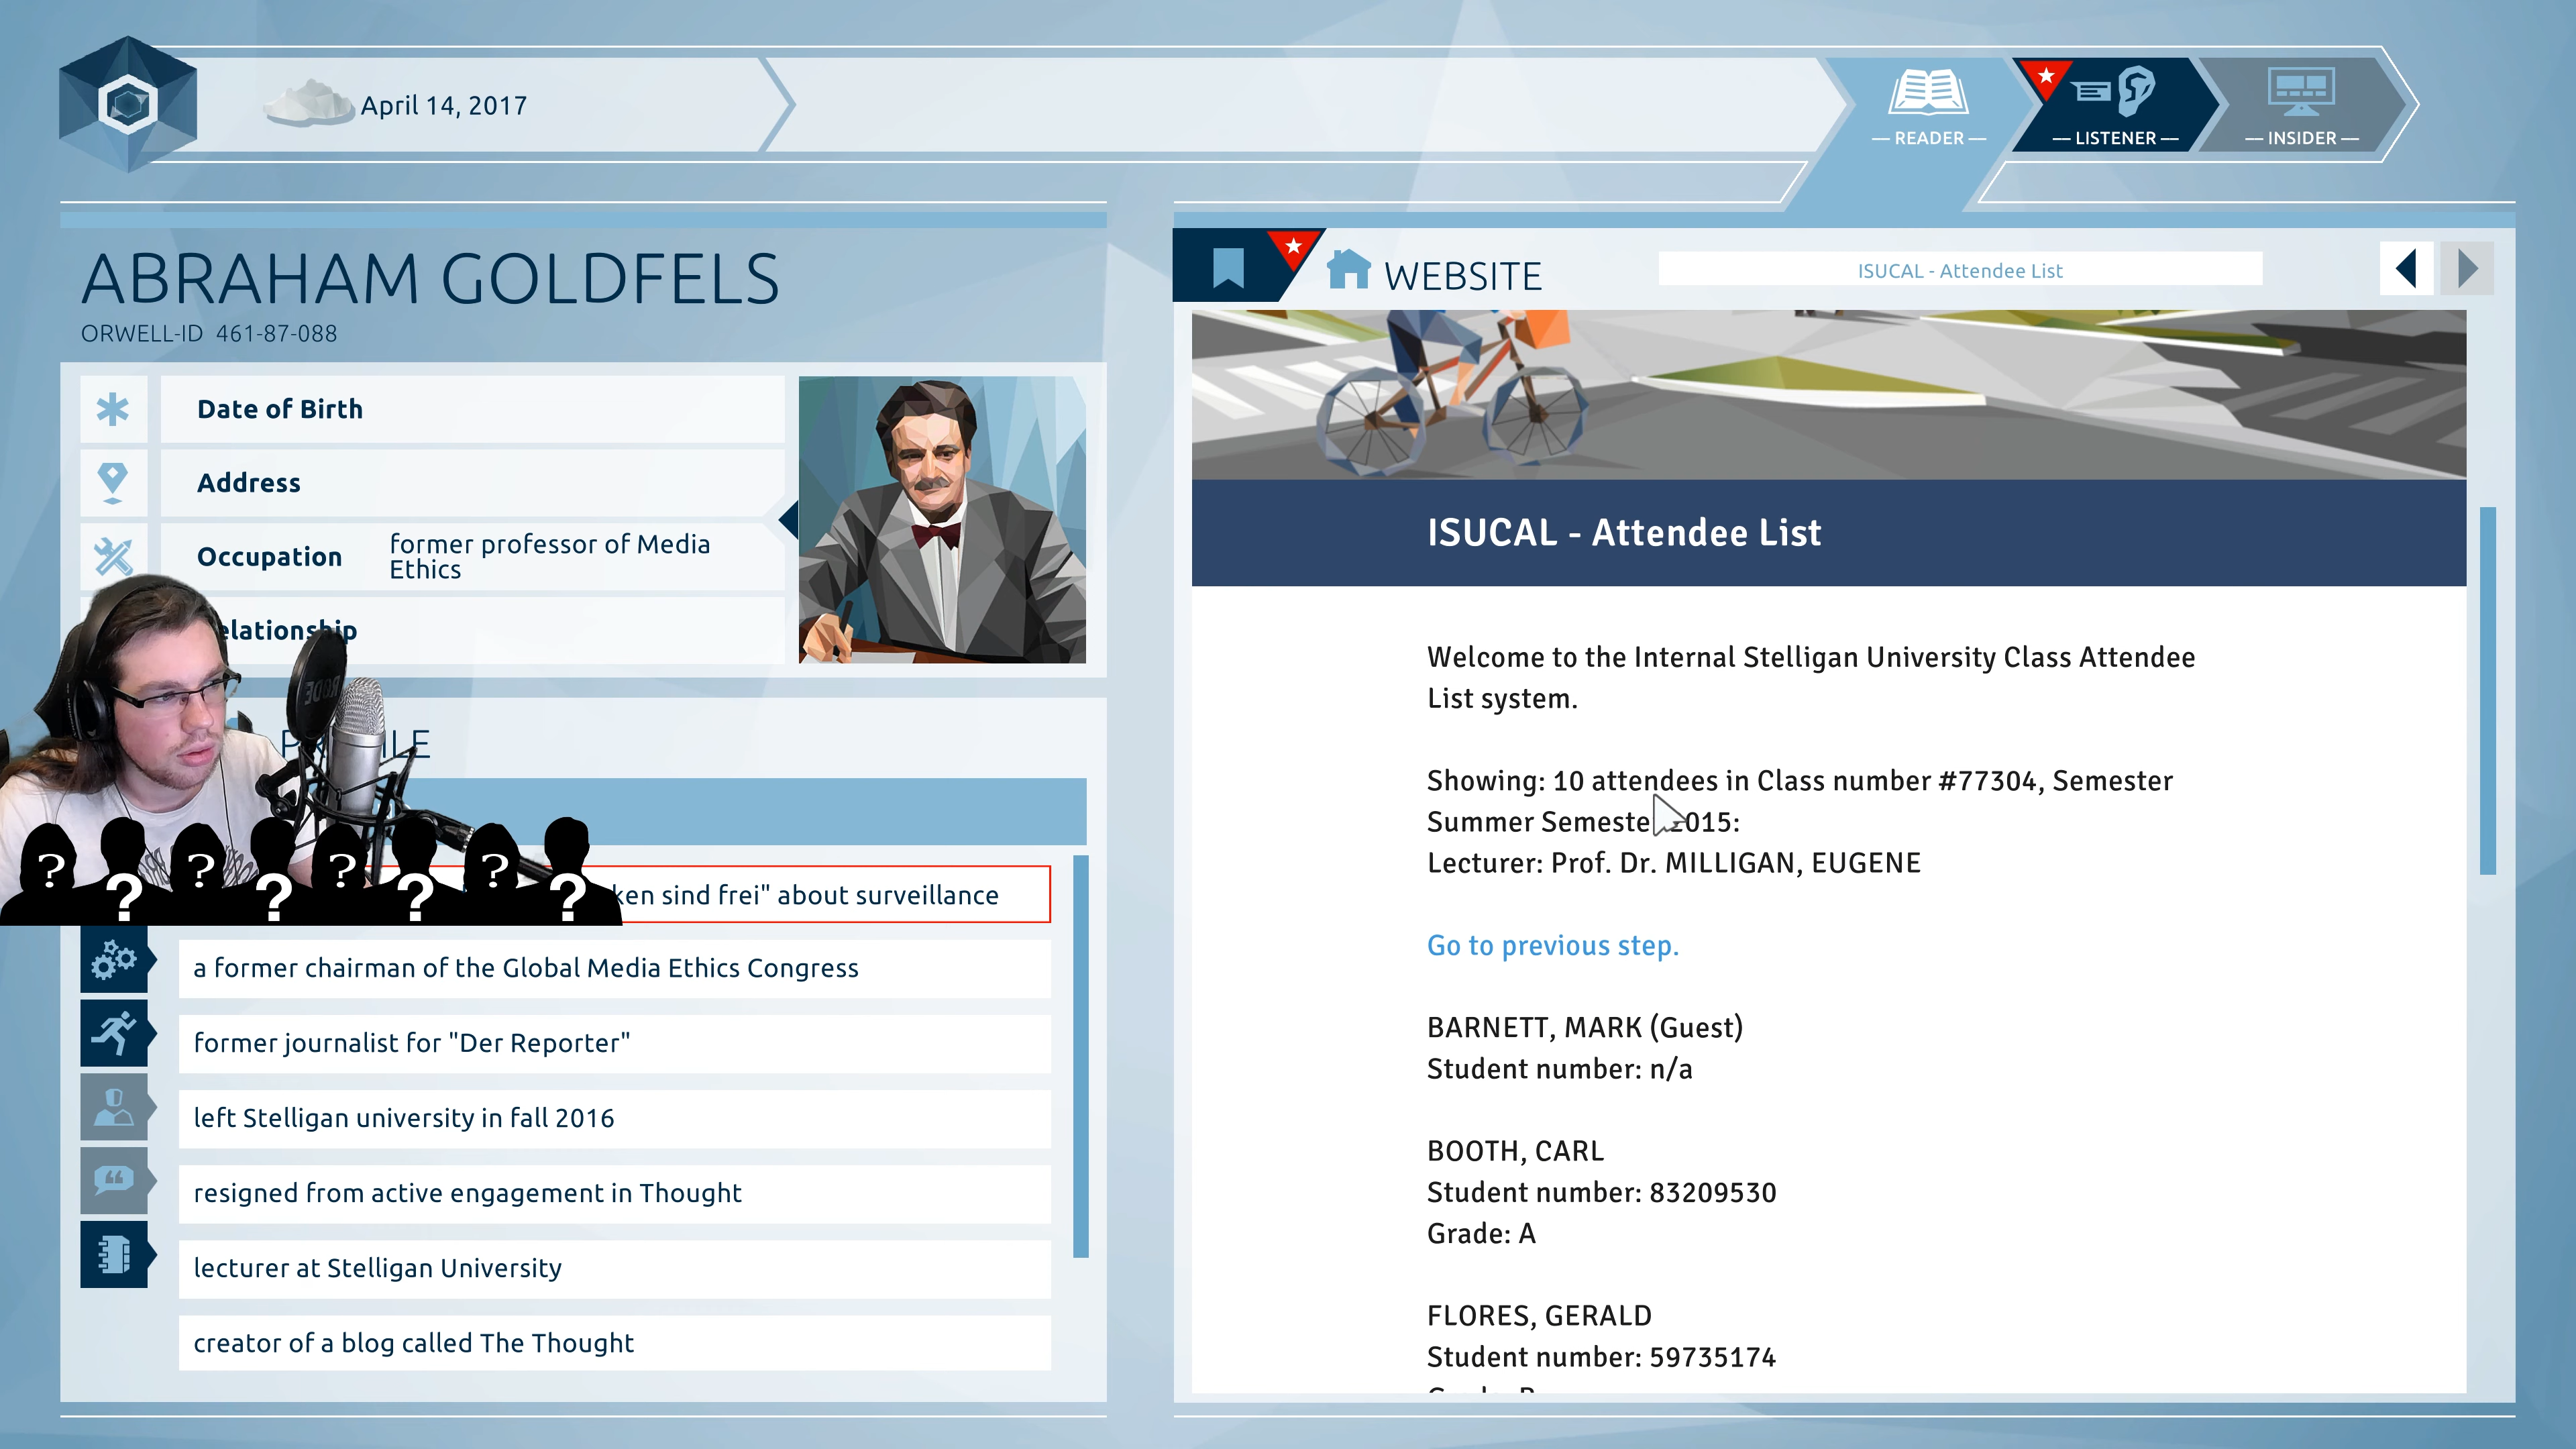 April 14, 2017
READER
LISTENER
INSIDER
ABRAHAM GOLDFELS
ORWELL-ID 461-87-088
Date of Birth
Address
Occupation
former professor of Media
Ethics
sind frei" about surveillance
a former chairman of the Global Media Ethics Congress
former journalist for "Der Reporter"
left Stelligan university in fall 2016
resigned from active engagement in Thought
lecturer at Stelligan University
creator of a blog called The Thought
WEBSITE
ISUCAL - Attendee List
ISUCAL - Attendee List
Welcome to the Internal Stelligan University Class Attendee
List system.
Showing: 10 attendees in Class number #77304, Semester
Summer 2015:
Lecturer: Prof. Dr. MILLIGAN, EUGENE
Go to previous step.
BARNETT, MARK (Guest)
Student number: n/a
BOOTH, CARL
Student number: 83209530
Grade: A
FLORES, GERALD
Student number: 59735174
RODE
? ? ? ? ? ? ? ?